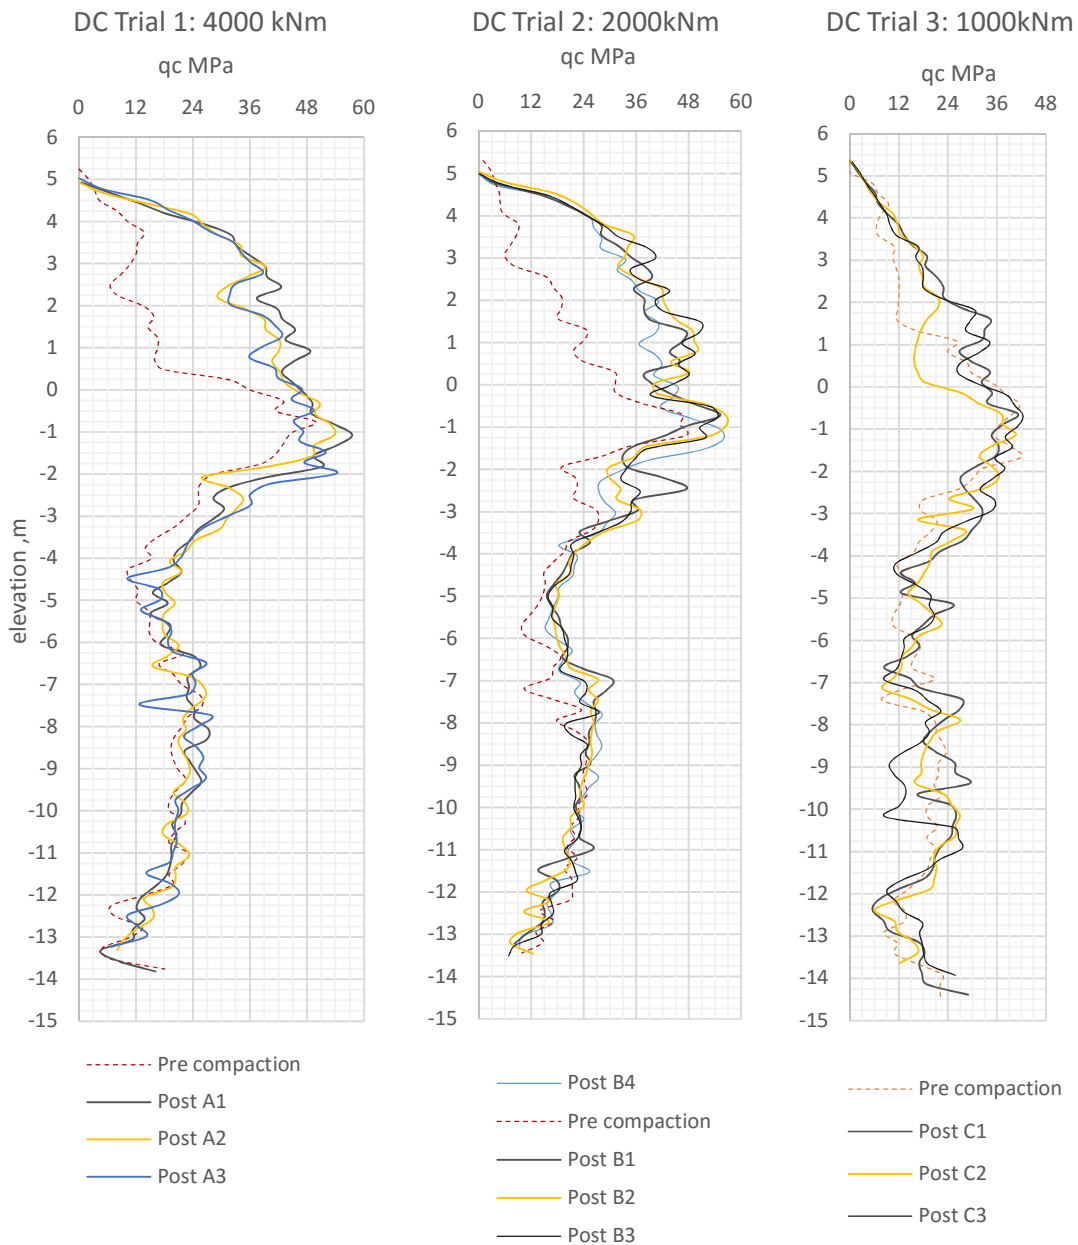 DC Trial 1: 4000 kNm
qc MPa
0 12 24 36 48 60
6
5
4
3
2
1
0
-1
-2
-3
-4
-5
-6
-7
-8
-9
-10
-11
-12
-13
-14
-15
elevation ,m
Pre compaction
Post A1
Post A2
Post A3
DC Trial 2: 2000kNm
qc MPa
0 12 24 36 48 60
6
5
4
3
2
1
0
-1
-2
-3
-4
-5
-6
-7
-8
-9
-10
-11
-12
-13
-14
-15
Post B4
Pre compaction
Post B1
Post B2
Post B3
DC Trial 3: 1000kNm
qc MPa
0 12 24 36 48
6
5
4
3
2
1
0
-1
-2
-3
-4
-5
-6
-7
-8
-9
-10
-11
-12
-13
-14
-15
Pre compaction
Post C1
Post C2
Post C3